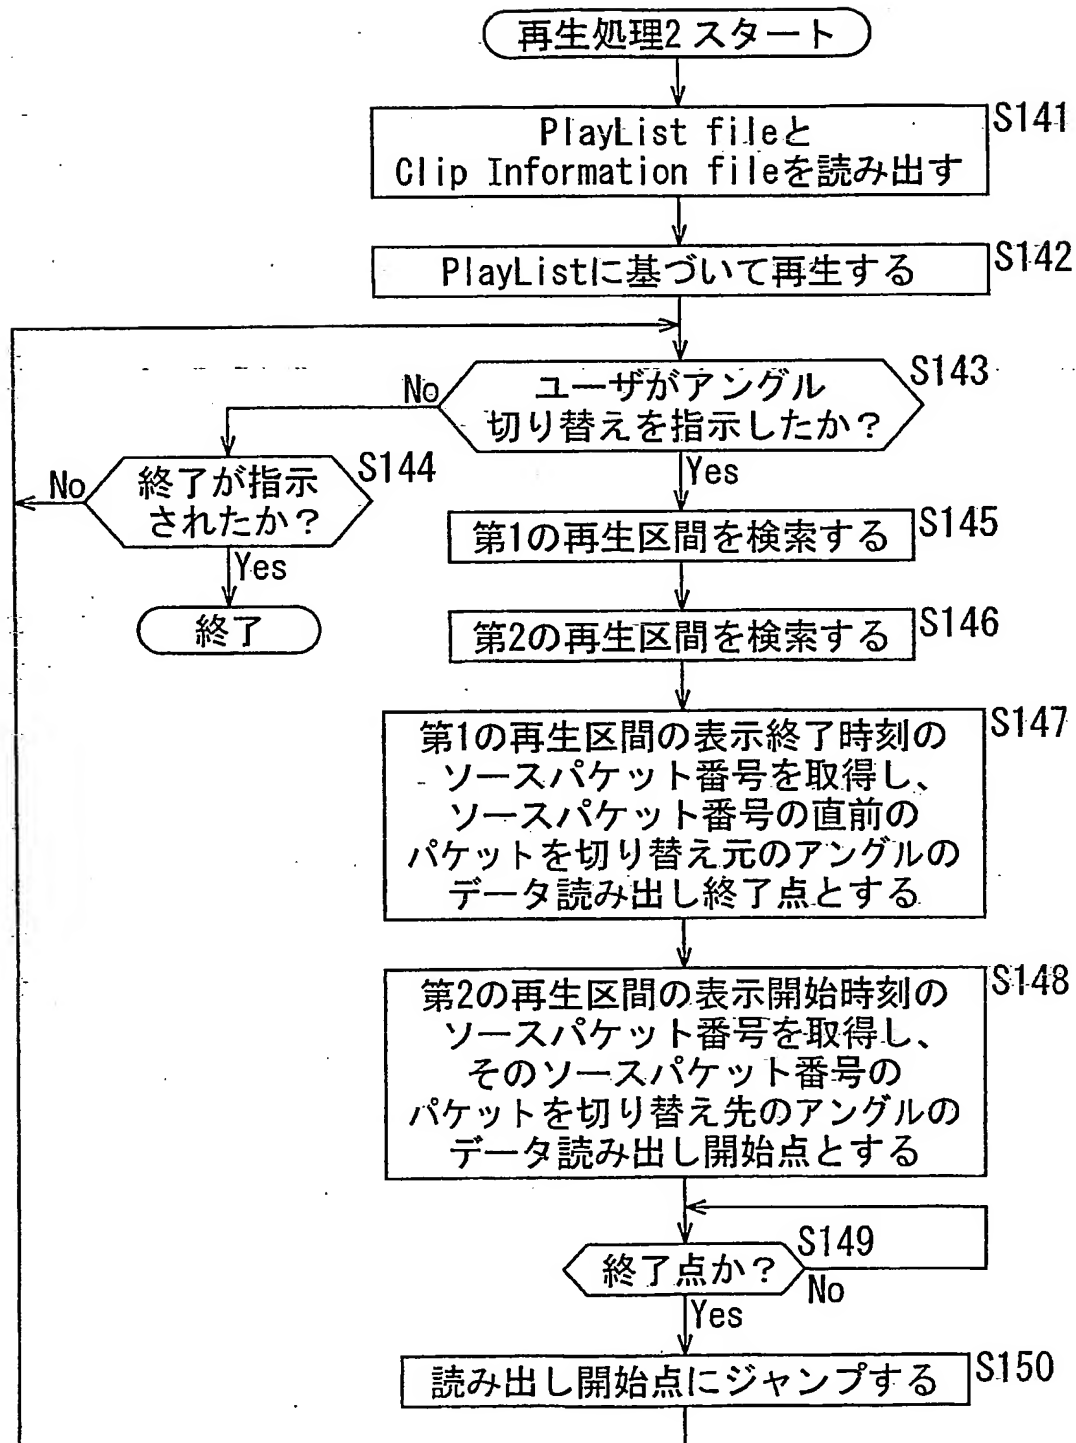 再生処理2 スタート
S141
PlayList fileと
Clip Information fileを読み出す
S142
PlayListに基づいて再生する
S143
ユーザがアングル
切り替えを指示したか?
No
Yes
S144
終了が指示
されたか?
No
Yes
終了
S145
第1の再生区間を検索する
S146
第2の再生区間を検索する
S147
第1の再生区間の表示終了時刻の
ソースパケット番号を取得し、
ソースパケット番号の直前の
パケットを切り替え元のアングルの
データ読み出し終了点とする
S148
第2の再生区間の表示開始時刻の
ソースパケット番号を取得し、
そのソースパケット番号の
パケットを切り替え先のアングルの
データ読み出し開始点とする
S149
終了点か?
No
Yes
S150
読み出し開始点にジャンプする